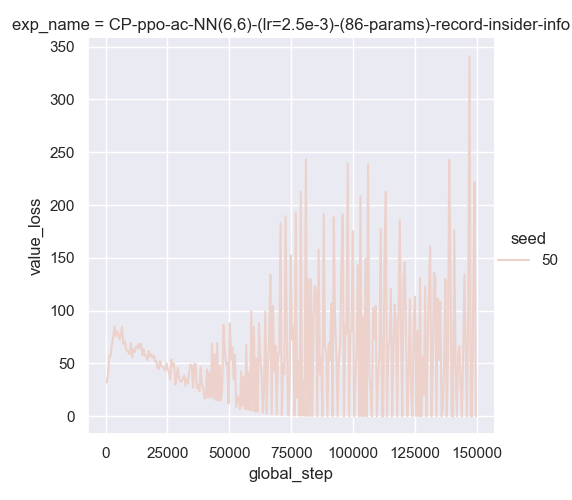 exp_name = CP-ppo-ac-NN(6,6)-(lr=2.5e-3)-(86-params)-record-insider-info
350
300
250
200
150
100
50
0
value_loss
0 25000 50000 75000 100000 125000 150000
global_step
seed
50